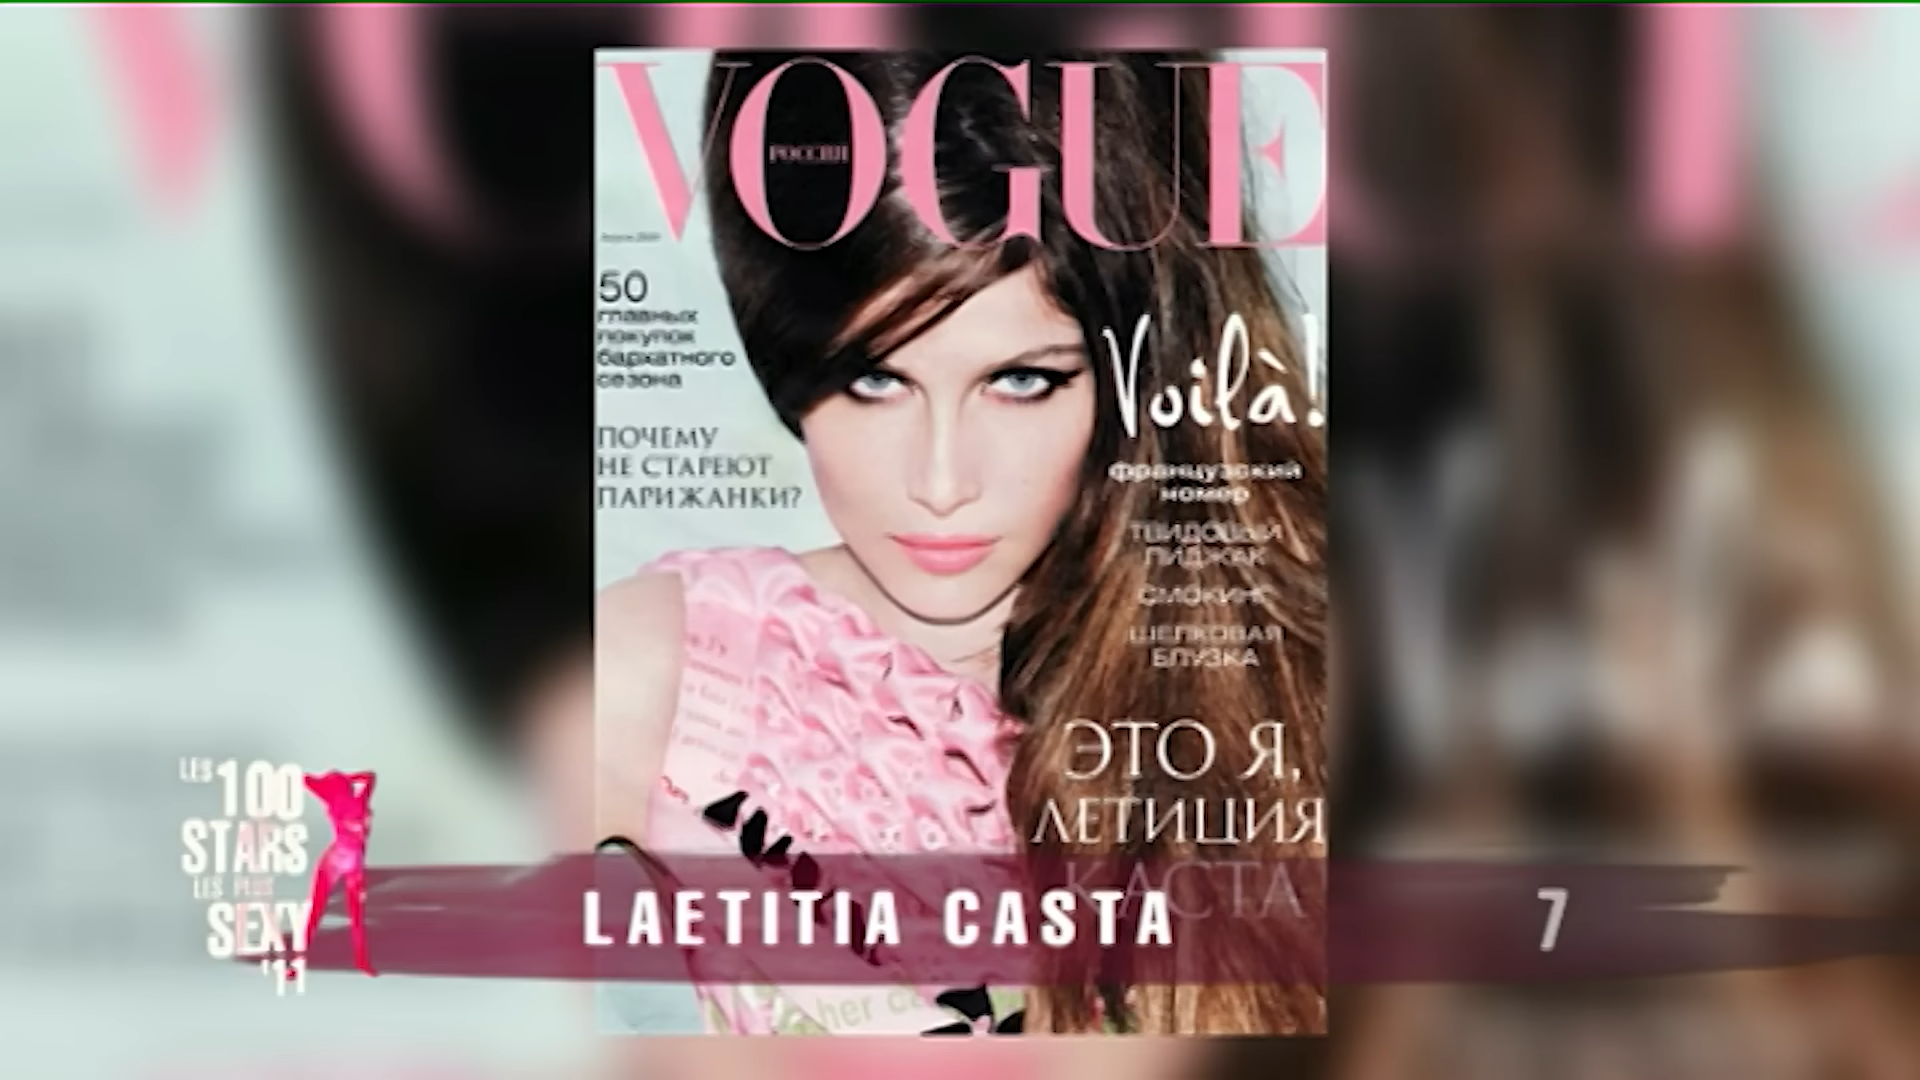 VOGUE
РОССИЯ
50
главных
покупок
бархатного
сезона
ПОЧЕМУ
НЕ СТАРЕЮТ
ПАРИЖАНКИ?
Voilà!
французский
номер
ТВИДОВЫЙ
ПИДЖАК
СМОКИНГ
ШЕЛКОВАЯ
БЛУЗКА
ЭТО Я,
ЛЕТИЦИЯ
КАСТА
LES 100
STARS
LES PLUS
SEXY
'11
LAETITIA CASTA
7
her